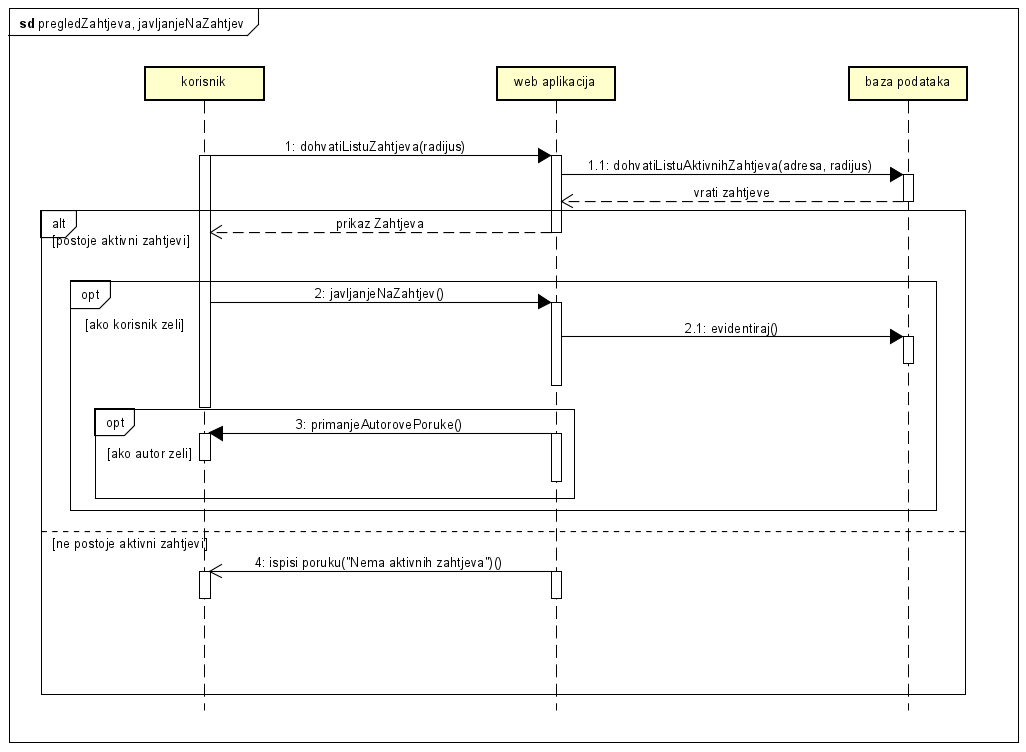 sd pregledZahtjeva, javljanjeNaZahtjev
korisnik
web aplikacija
baza podataka
1: dohvatiListuZahtjeva(radijus)
1.1: dohvatiListuAktivnihZahtjeva(adresa, radijus)
vrati zahtjeve
alt
prikaz Zahtjeva
[postoje aktivni zahtjevi]
opt
2: javljanjeNaZahtjev()
[ako korisnik zeli]
2.1: evidentiraj()
opt
3: primanjeAutorovePoruke()
[ako autor zeli]
[ne postoje aktivni zahtjevi]
4: ispisi poruku("Nema aktivnih zahtjeva")()